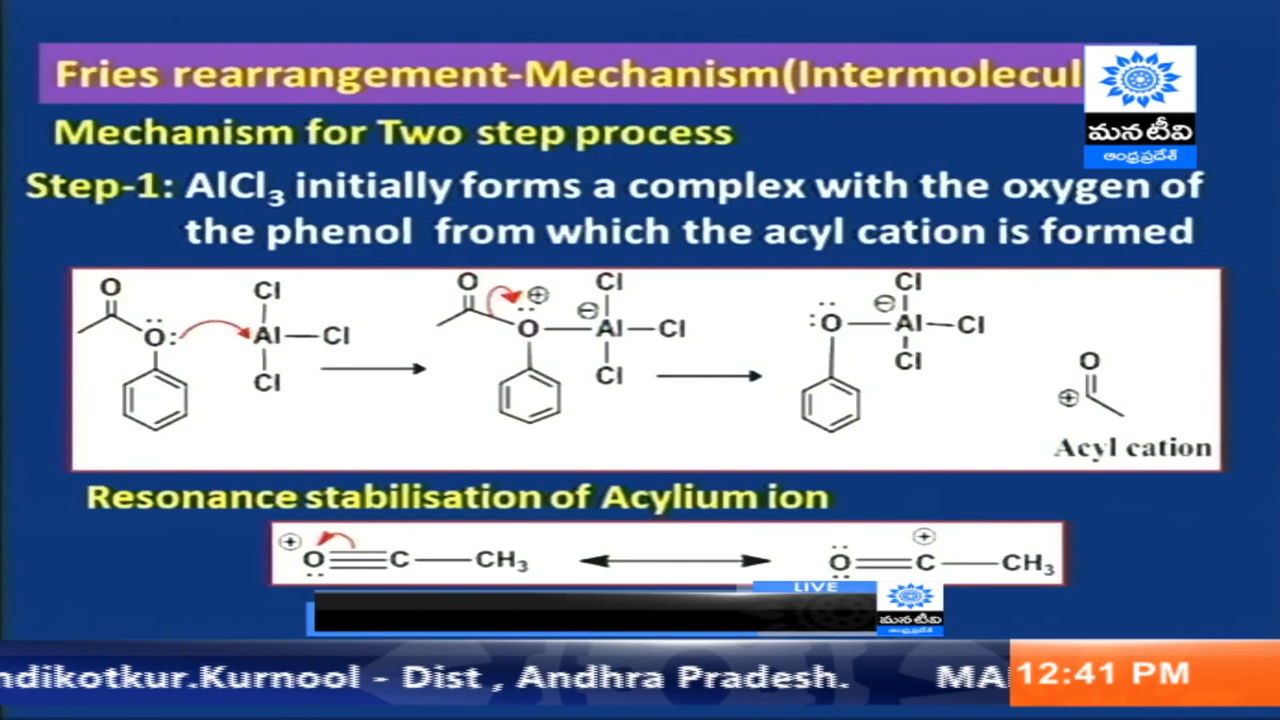 Fries rearrangement-Mechanism(Intermolecul
మన టీవి
ఆంధ్రప్రదేశ్
Mechanism for Two step process
Step-1: AlCl₃ initially forms a complex with the oxygen of
the phenol from which the acyl cation is formed
O
O
Cl
Al
Cl
Cl
O
O
⊕
⊖
Cl
Al
Cl
Cl
O
⊖
Cl
Al
Cl
Cl
O
⊕
Acyl cation
Resonance stabilisation of Acylium ion
⊕ O≡C—CH₃
O=C—CH₃ ⊕
LIVE
మన టీవి
ఆంధ్రప్రదేశ్
ndikotkur.Kurnool - Dist , Andhra Pradesh. MA
12:41 PM